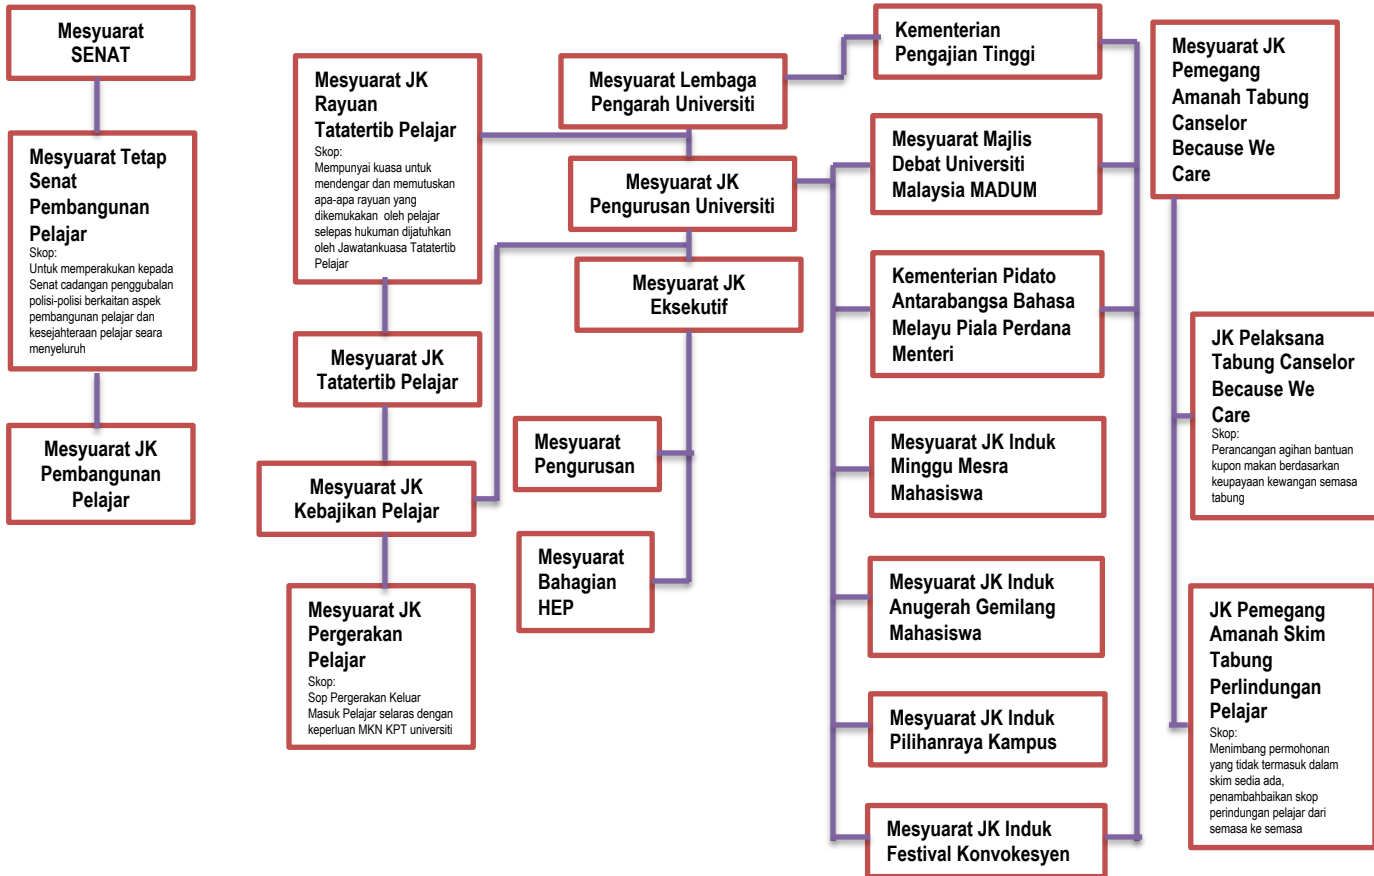 Mesyuarat
SENAT
Mesyuarat Tetap
Senat
Pembangunan
Pelajar
Skop:
Untuk memperakukan kepada
Senat cadangan penggubalan
polisi-polisi berkaitan aspek
pembangunan pelajar dan
kesejahteraan pelajar seara
menyeluruh
Mesyuarat JK
Pembangunan
Pelajar
Mesyuarat JK
Rayuan
Tatatertib Pelajar
Skop:
Mempunyai kuasa untuk
mendengar dan memutuskan
apa-apa rayuan yang
dikemukakan oleh pelajar
selepas hukuman dijatuhkan
oleh Jawatankuasa Tatatertib
Pelajar
Mesyuarat JK
Tatatertib Pelajar
Mesyuarat JK
Kebajikan Pelajar
Mesyuarat JK
Pergerakan
Pelajar
Skop:
Sop Pergerakan Keluar
Masuk Pelajar selaras dengan
keperluan MKN KPT universiti
Mesyuarat Lembaga
Pengarah Universiti
Mesyuarat JK
Pengurusan Universiti
Mesyuarat JK
Eksekutif
Mesyuarat
Pengurusan
Mesyuarat
Bahagian
HEP
Kementerian
Pengajian Tinggi
Mesyuarat Majlis
Debat Universiti
Malaysia MADUM
Kementerian Pidato
Antarabangsa Bahasa
Melayu Piala Perdana
Menteri
Mesyuarat JK Induk
Minggu Mesra
Mahasiswa
Mesyuarat JK Induk
Anugerah Gemilang
Mahasiswa
Mesyuarat JK Induk
Pilihanraya Kampus
Mesyuarat JK Induk
Festival Konvokesyen
Mesyuarat JK
Pemegang
Amanah Tabung
Canselor
Because We
Care
JK Pelaksana
Tabung Canselor
Because We
Care
Skop:
Perancangan agihan bantuan
kupon makan berdasarkan
keupayaan kewangan semasa
tabung
JK Pemegang
Amanah Skim
Tabung
Perlindungan
Pelajar
Skop:
Menimbang permohonan
yang tidak termasuk dalam
skim sedia ada,
penambahbaikan skop
perindungan pelajar dari
semasa ke semasa